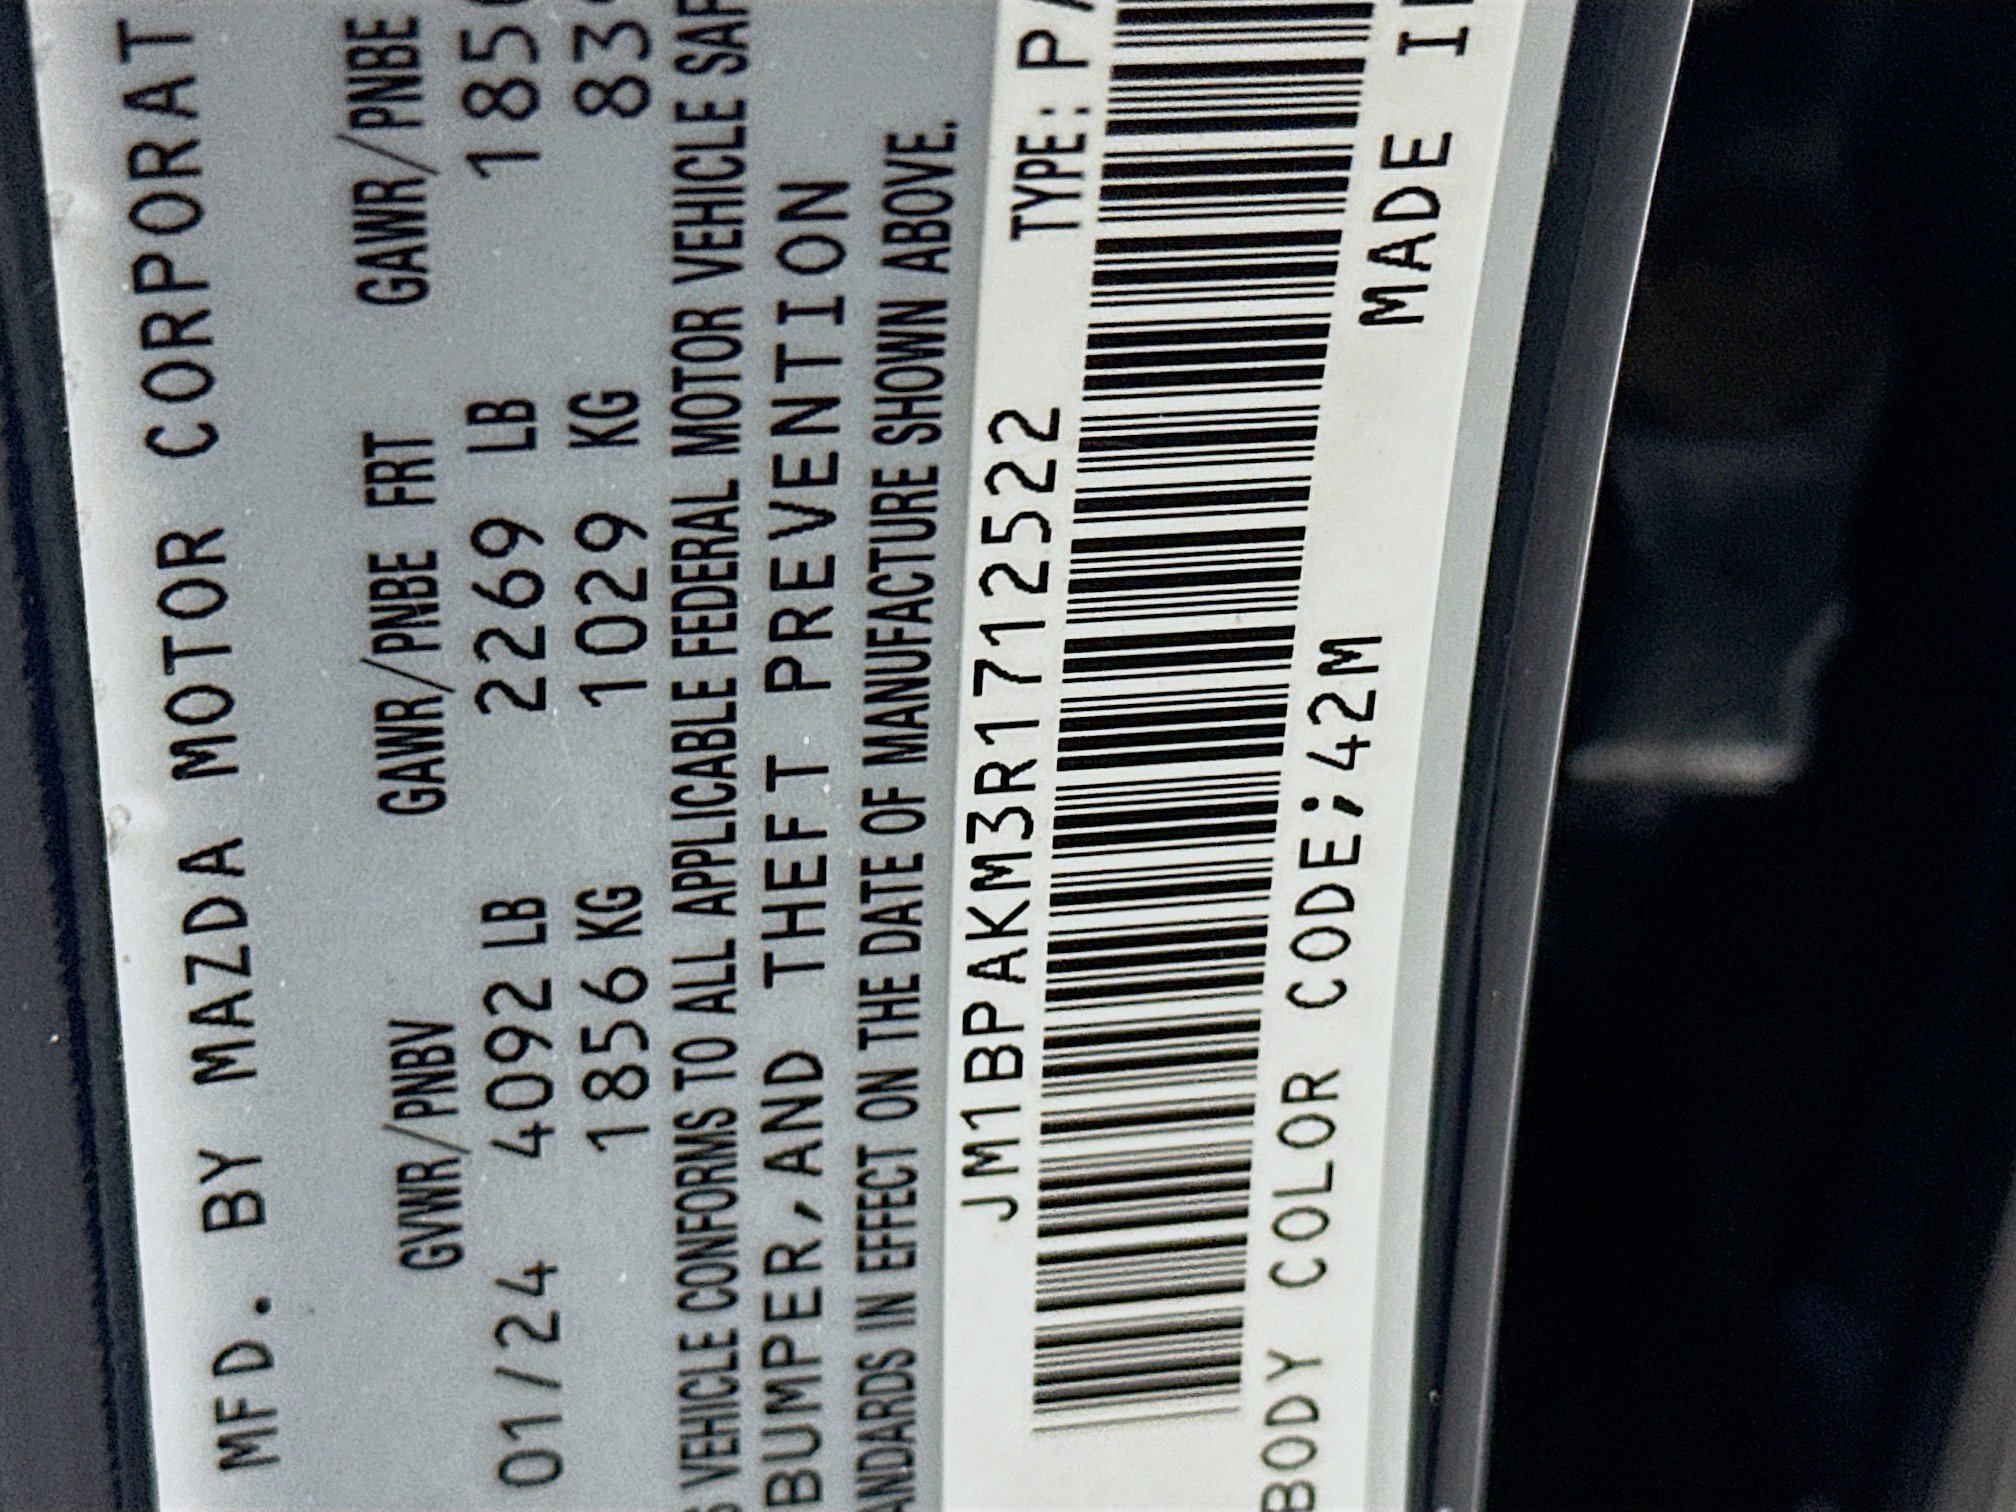 MFD. BY MAZDA MOTOR CORPORAT
GVWR/PNBV GAWR/PNBE FRT GAWR/PNBE
01/24 4092 LB 2269 LB 185
1856 KG 1029 KG 83
VEHICLE CONFORMS TO ALL APPLICABLE FEDERAL MOTOR VEHICLE SAF
BUMPER, AND THEFT PREVENTION
ANDARDS IN EFFECT ON THE DATE OF MANUFACTURE SHOWN ABOVE.
JM1BPAKM3R1712522 TYPE: PA
BODY COLOR CODE;42M MADE I